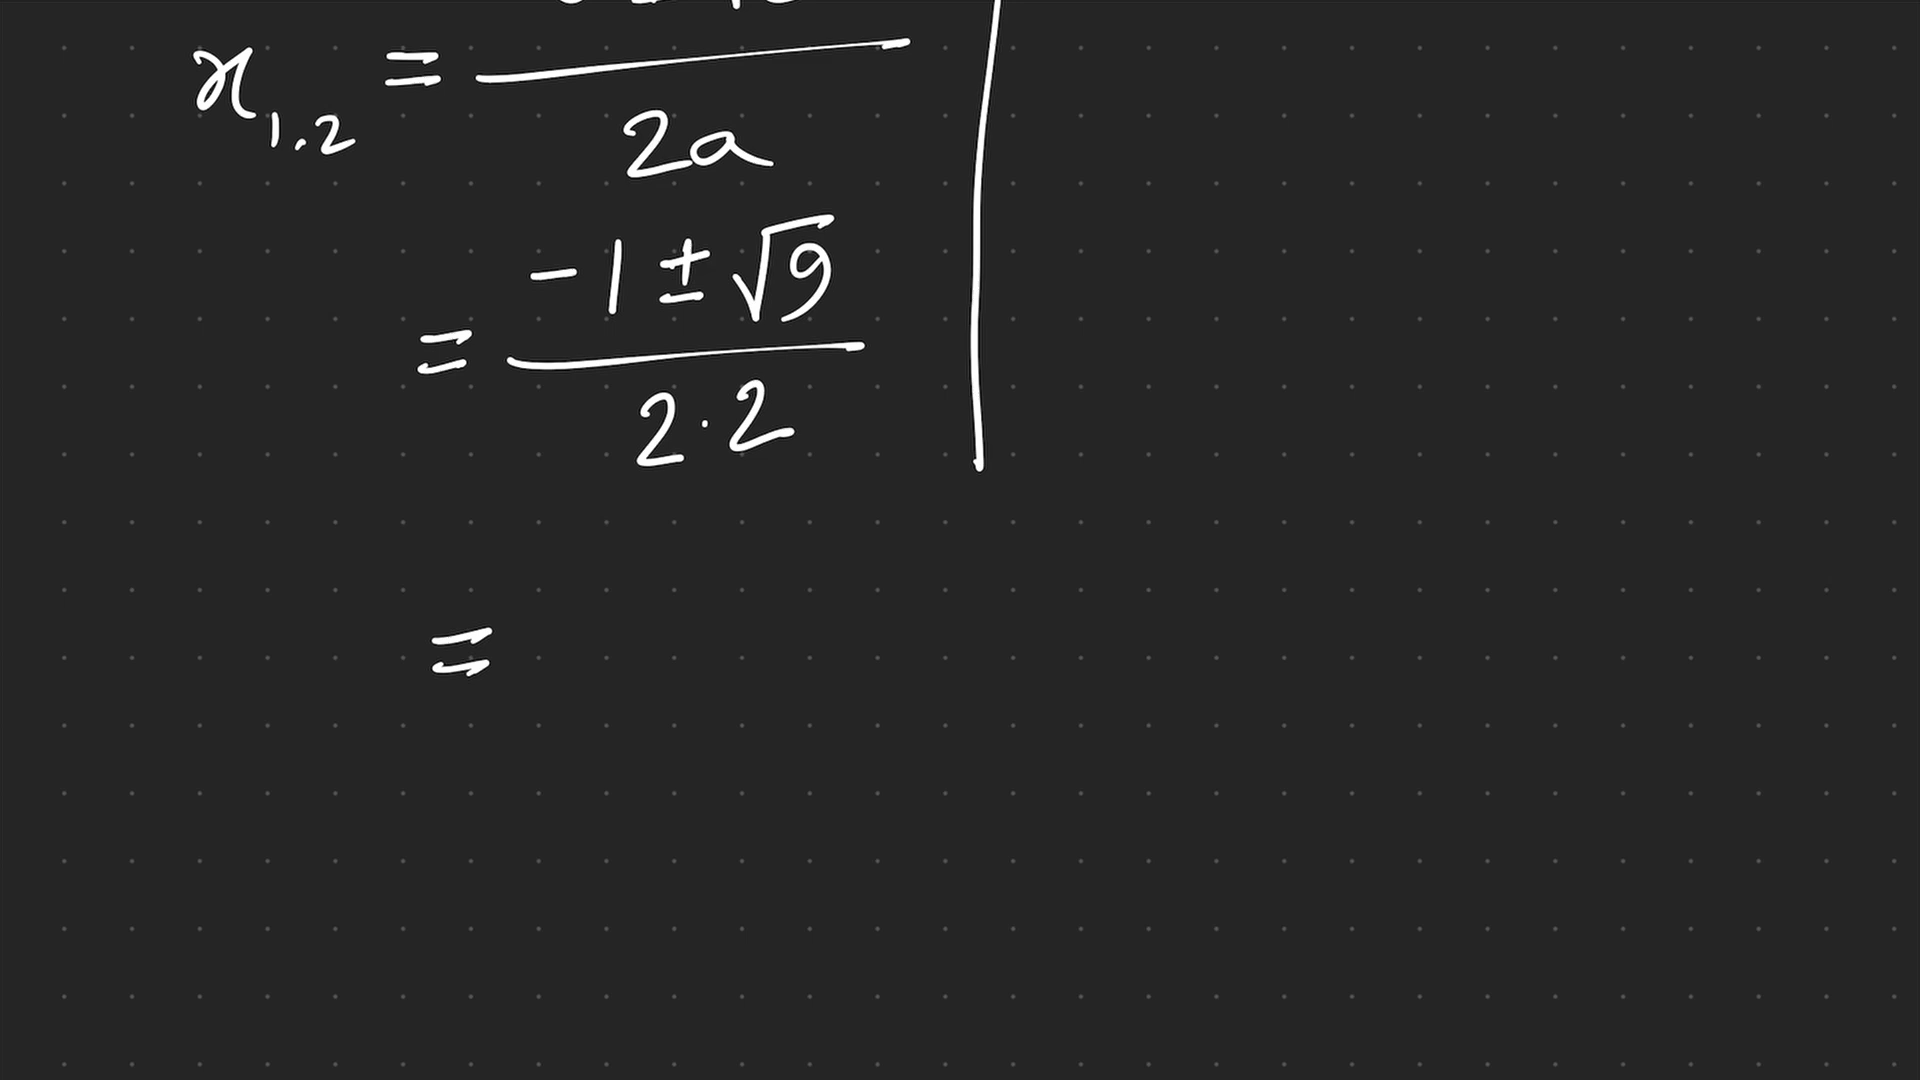 x₁.₂ = ―― / 2a
= (-1 ± √9) / (2·2)
=